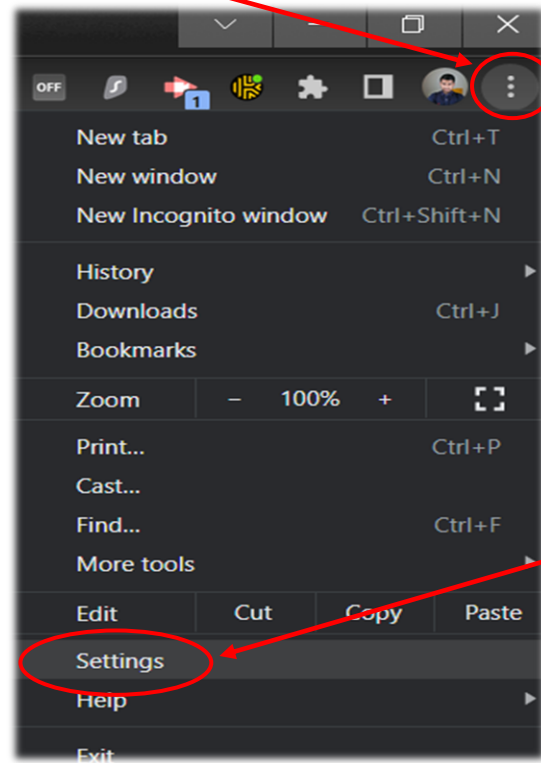 OFF
1
New tab Ctrl+T
New window Ctrl+N
New Incognito window Ctrl+Shift+N
History
Downloads Ctrl+J
Bookmarks
Zoom - 100% +
Print... Ctrl+P
Cast...
Find... Ctrl+F
More tools
Edit Cut Copy Paste
Settings
Help
Exit